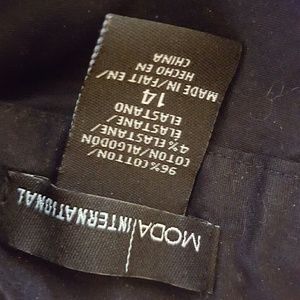 MODA/INTERNATIONAL
96% COTTON/
COTON/ALGODON
4% ELASTANE/
ELASTANE/
ELASTANO
14
MADE IN/FAIT EN/
HECHO EN
CHINA